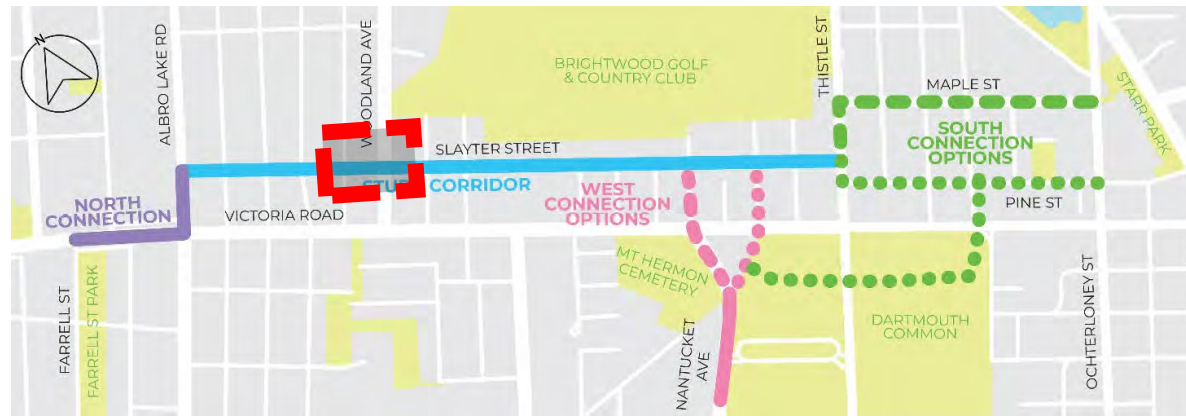 N
ALBRO LAKE RD
WOODLAND AVE
BRIGHTWOOD GOLF
& COUNTRY CLUB
THISTLE ST
MAPLE ST
STARR PARK
SLAYTER STREET
SOUTH
CONNECTION
OPTIONS
STUDY CORRIDOR
WEST
CONNECTION
OPTIONS
NORTH
CONNECTION
VICTORIA ROAD
PINE ST
MT HERMON
CEMETERY
FARRELL ST
FARRELL ST PARK
NANTUCKET
AVE
DARTMOUTH
COMMON
OCHTERLONEY ST